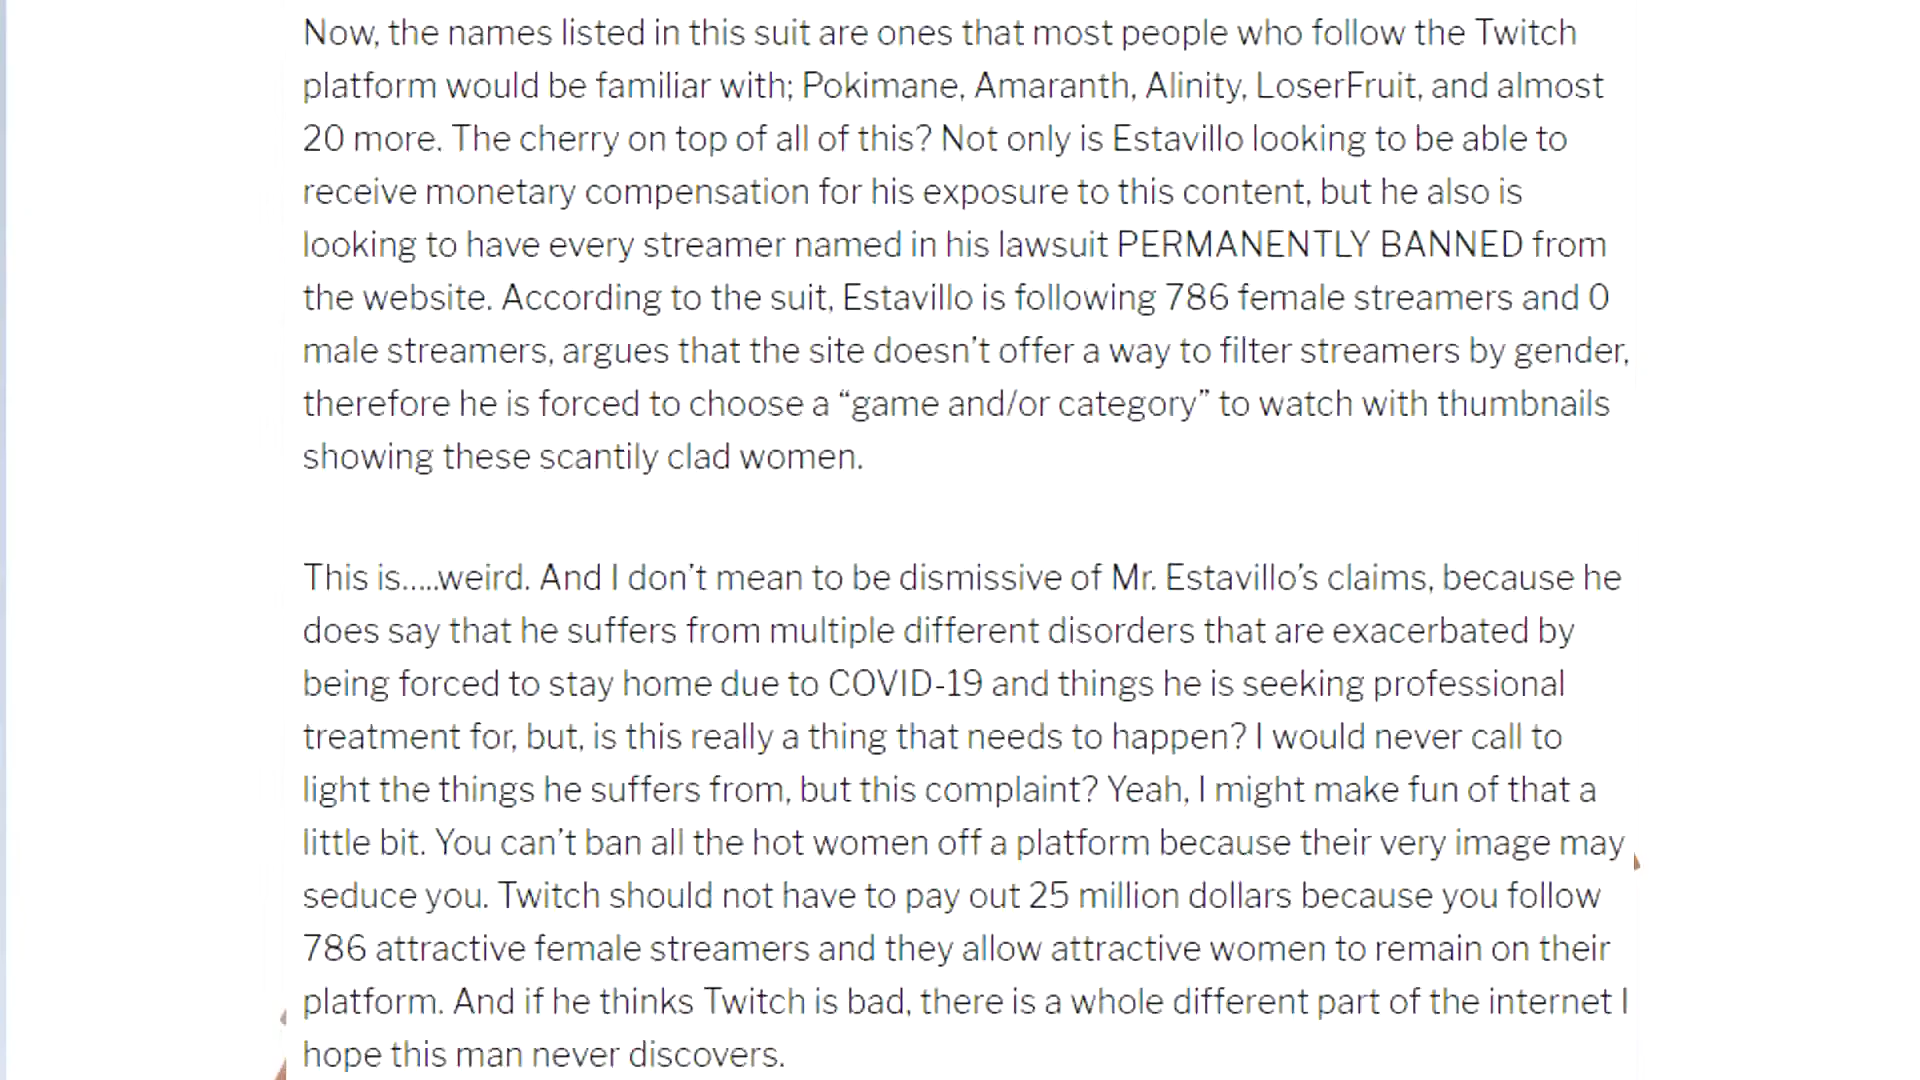 Now, the names listed in this suit are ones that most people who follow the Twitch
platform would be familiar with; Pokimane, Amaranth, Alinity, LoserFruit, and almost
20 more. The cherry on top of all of this? Not only is Estavillo looking to be able to
receive monetary compensation for his exposure to this content, but he also is
looking to have every streamer named in his lawsuit PERMANENTLY BANNED from
the website. According to the suit, Estavillo is following 786 female streamers and 0
male streamers, argues that the site doesn’t offer a way to filter streamers by gender,
therefore he is forced to choose a “game and/or category” to watch with thumbnails
showing these scantily clad women.
This is…..weird. And I don’t mean to be dismissive of Mr. Estavillo’s claims, because he
does say that he suffers from multiple different disorders that are exacerbated by
being forced to stay home due to COVID-19 and things he is seeking professional
treatment for, but, is this really a thing that needs to happen? I would never call to
light the things he suffers from, but this complaint? Yeah, I might make fun of that a
little bit. You can’t ban all the hot women off a platform because their very image may
seduce you. Twitch should not have to pay out 25 million dollars because you follow
786 attractive female streamers and they allow attractive women to remain on their
platform. And if he thinks Twitch is bad, there is a whole different part of the internet I
hope this man never discovers.